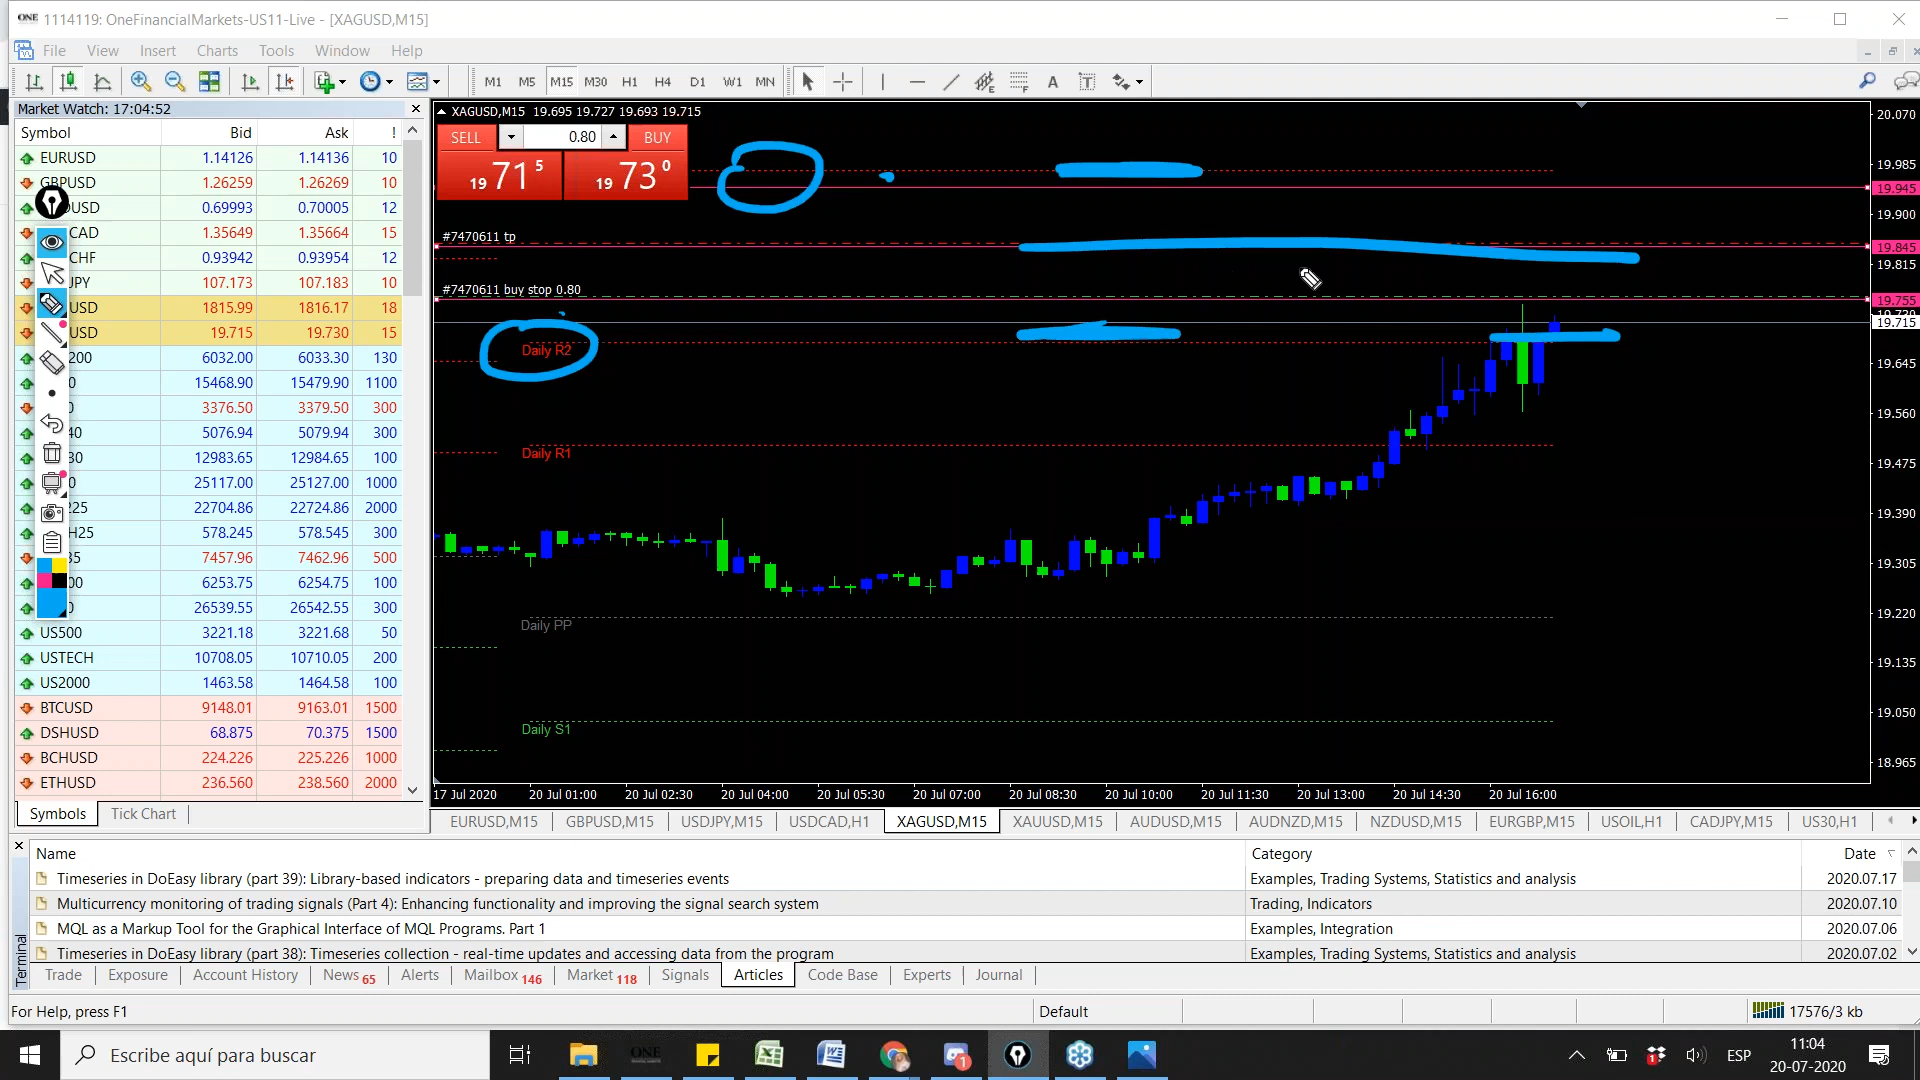 ONE 1114119: OneFinancialMarkets-US11-Live - [XAGUSD,M15]
File View Insert Charts Tools Window Help
M1 M5 M15 M30 H1 H4 D1 W1 MN A T
Market Watch: 17:04:52
Symbol Bid Ask !
EURUSD 1.14126 1.14136 10
GBPUSD 1.26259 1.26269 10
USD 0.69993 0.70005 12
CAD 1.35649 1.35664 15
CHF 0.93942 0.93954 12
JPY 107.173 107.183 10
USD 1815.99 1816.17 18
USD 19.715 19.730 15
200 6032.00 6033.30 130
0 15468.90 15479.90 1100
0 3376.50 3379.50 300
40 5076.94 5079.94 300
30 12983.65 12984.65 100
0 25117.00 25127.00 1000
225 22704.86 22724.86 2000
H25 578.245 578.545 300
35 7457.96 7462.96 500
00 6253.75 6254.75 100
0 26539.55 26542.55 300
US500 3221.18 3221.68 50
USTECH 10708.05 10710.05 200
US2000 1463.58 1464.58 100
BTCUSD 9148.01 9163.01 1500
DSHUSD 68.875 70.375 1500
BCHUSD 224.226 225.226 1000
ETHUSD 236.560 238.560 2000
Symbols Tick Chart
XAGUSD,M15 19.695 19.727 19.693 19.715
SELL 0.80 BUY
19 71 5 19 73 0
#7470611 tp
#7470611 buy stop 0.80
Daily R2
Daily R1
Daily PP
Daily S1
20.070
19.985
19.945
19.900
19.845
19.815
19.755
19.715
19.645
19.560
19.475
19.390
19.305
19.220
19.135
19.050
18.965
17 Jul 2020 20 Jul 01:00 20 Jul 02:30 20 Jul 04:00 20 Jul 05:30 20 Jul 07:00 20 Jul 08:30 20 Jul 10:00 20 Jul 11:30 20 Jul 13:00 20 Jul 14:30 20 Jul 16:00
EURUSD,M15 GBPUSD,M15 USDJPY,M15 USDCAD,H1 XAGUSD,M15 XAUUSD,M15 AUDUSD,M15 AUDNZD,M15 NZDUSD,M15 EURGBP,M15 USOIL,H1 CADJPY,M15 US30,H1
Name Category Date
Timeseries in DoEasy library (part 39): Library-based indicators - preparing data and timeseries events Examples, Trading Systems, Statistics and analysis 2020.07.17
Multicurrency monitoring of trading signals (Part 4): Enhancing functionality and improving the signal search system Trading, Indicators 2020.07.10
MQL as a Markup Tool for the Graphical Interface of MQL Programs. Part 1 Examples, Integration 2020.07.06
Timeseries in DoEasy library (part 38): Timeseries collection - real-time updates and accessing data from the program Examples, Trading Systems, Statistics and analysis 2020.07.02
Terminal
Trade Exposure Account History News 65 Alerts Mailbox 146 Market 118 Signals Articles Code Base Experts Journal
For Help, press F1 Default 17576/3 kb
Escribe aquí para buscar
ONE
1
1
ESP
11:04
20-07-2020